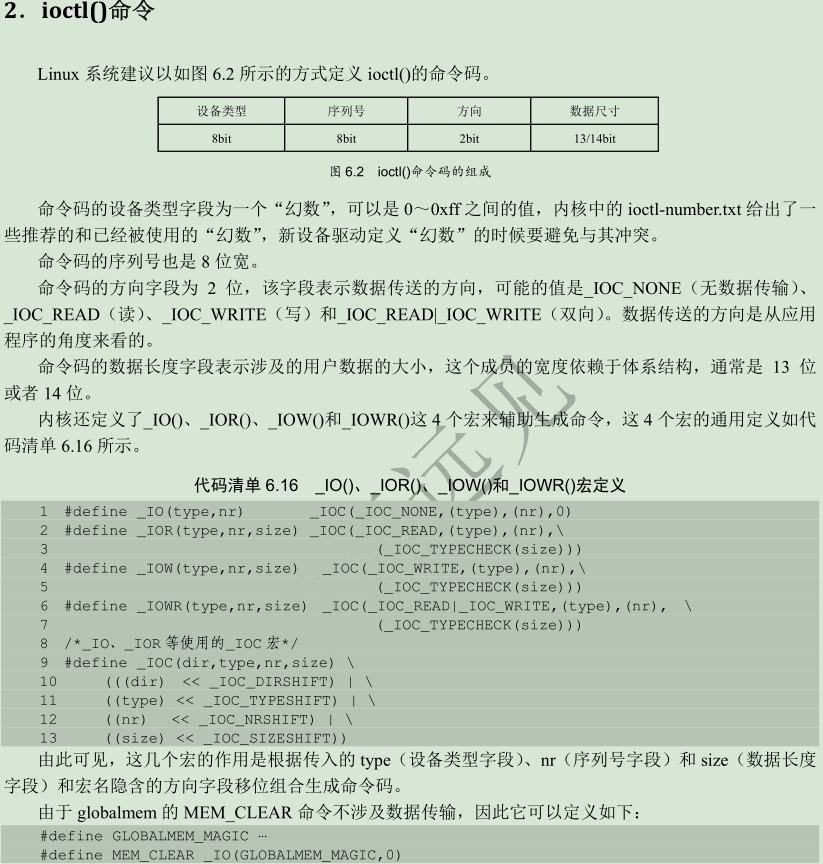 2．ioctl()命令
Linux 系统建议以如图 6.2 所示的方式定义 ioctl()的命令码。
设备类型 序列号 方向 数据尺寸
8bit 8bit 2bit 13/14bit
图 6.2 ioctl()命令码的组成
命令码的设备类型字段为一个“幻数”，可以是 0～0xff 之间的值，内核中的 ioctl-number.txt 给出了一
些推荐的和已经被使用的“幻数”，新设备驱动定义“幻数”的时候要避免与其冲突。
命令码的序列号也是 8 位宽。
命令码的方向字段为 2 位，该字段表示数据传送的方向，可能的值是_IOC_NONE（无数据传输）、
_IOC_READ（读）、_IOC_WRITE（写）和_IOC_READ|_IOC_WRITE（双向）。数据传送的方向是从应用
程序的角度来看的。
命令码的数据长度字段表示涉及的用户数据的大小，这个成员的宽度依赖于体系结构，通常是 13 位
或者 14 位。
内核还定义了_IO()、_IOR()、_IOW()和_IOWR()这 4 个宏来辅助生成命令，这 4 个宏的通用定义如代
码清单 6.16 所示。
代码清单 6.16 _IO()、_IOR()、_IOW()和_IOWR()宏定义
1 #define _IO(type,nr) _IOC(_IOC_NONE,(type),(nr),0)
2 #define _IOR(type,nr,size) _IOC(_IOC_READ,(type),(nr),\
3 (_IOC_TYPECHECK(size)))
4 #define _IOW(type,nr,size) _IOC(_IOC_WRITE,(type),(nr),\
5 (_IOC_TYPECHECK(size)))
6 #define _IOWR(type,nr,size) _IOC(_IOC_READ|_IOC_WRITE,(type),(nr), \
7 (_IOC_TYPECHECK(size)))
8 /*_IO、_IOR 等使用的_IOC 宏*/
9 #define _IOC(dir,type,nr,size) \
10 (((dir) << _IOC_DIRSHIFT) | \
11 ((type) << _IOC_TYPESHIFT) | \
12 ((nr) << _IOC_NRSHIFT) | \
13 ((size) << _IOC_SIZESHIFT))
由此可见，这几个宏的作用是根据传入的 type（设备类型字段）、nr（序列号字段）和 size（数据长度
字段）和宏名隐含的方向字段移位组合生成命令码。
由于 globalmem 的 MEM_CLEAR 命令不涉及数据传输，因此它可以定义如下：
#define GLOBALMEM_MAGIC …
#define MEM_CLEAR _IO(GLOBALMEM_MAGIC,0)
远见